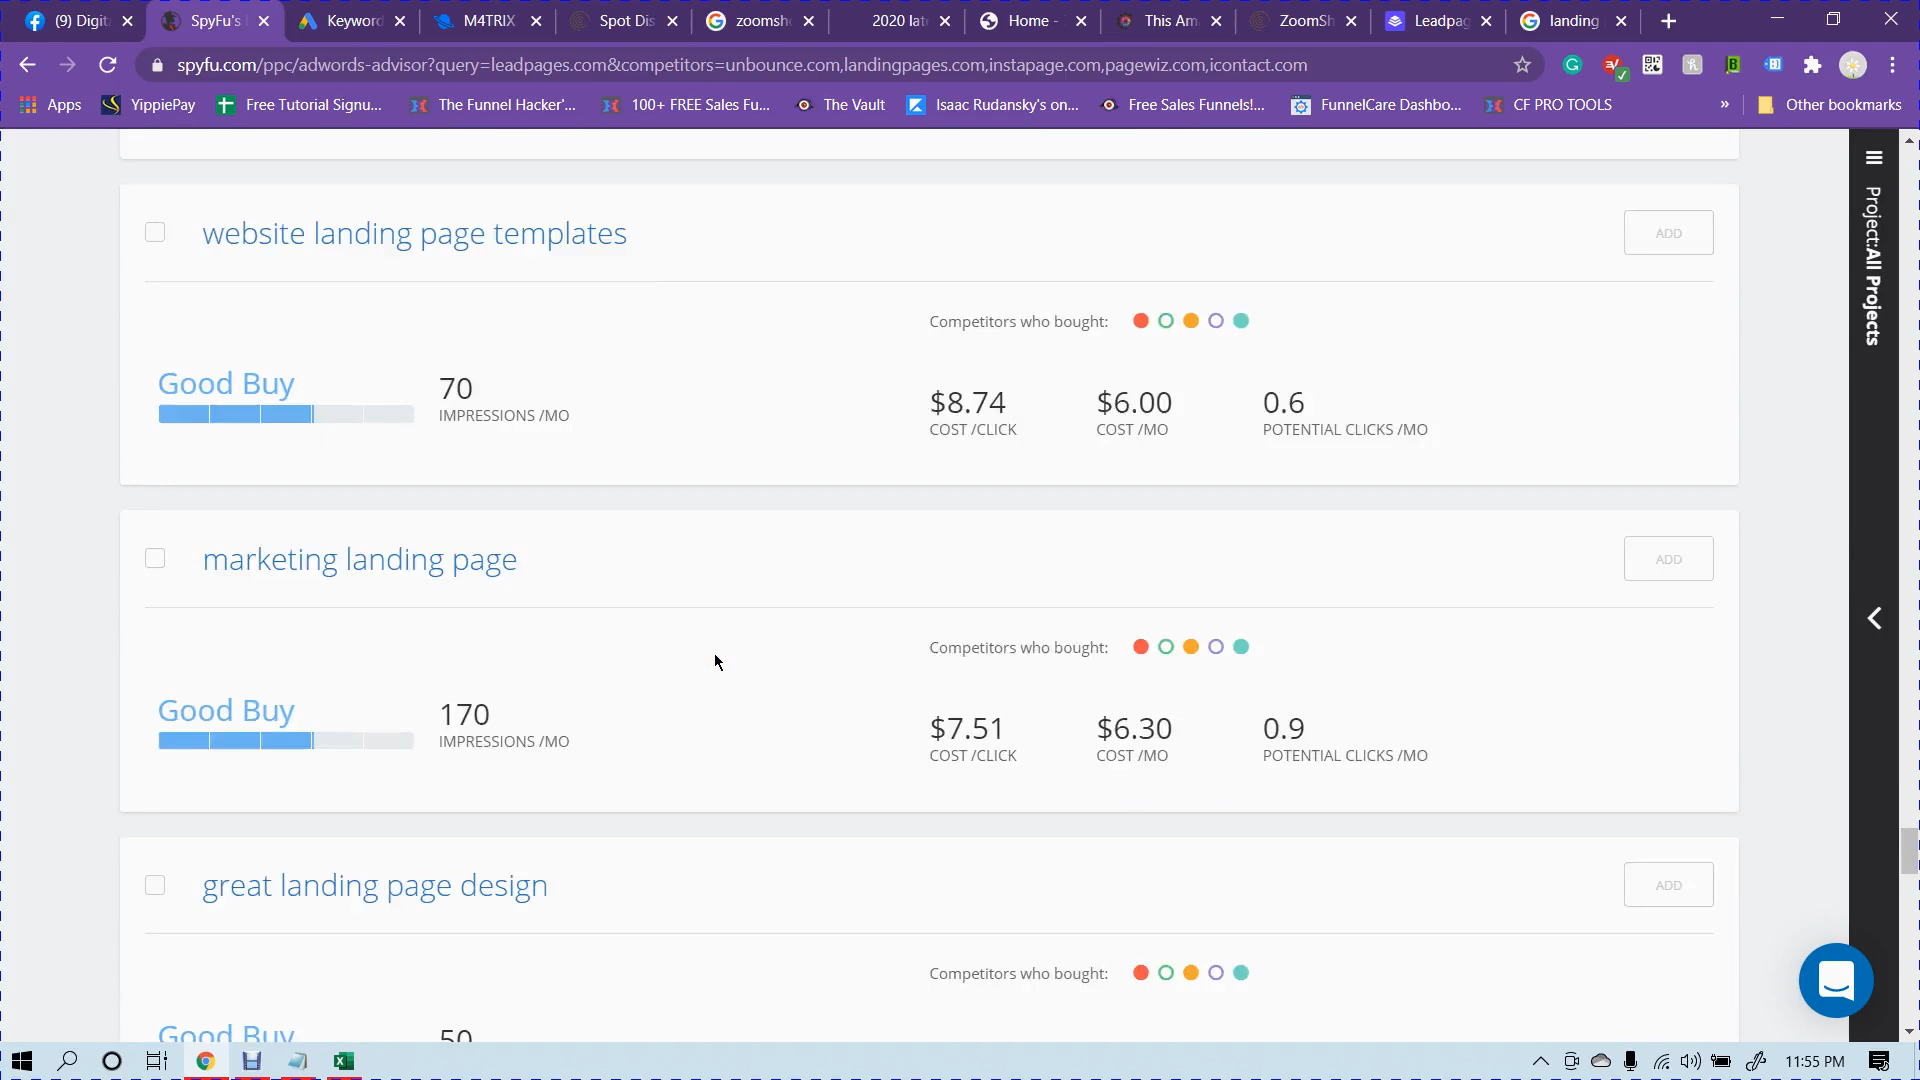 (9) Digit
SpyFu's
Keyword
M4TRIX
Spot Dis
zoomsh
2020 lat
Home -
This Am
ZoomSh
Leadpag
landing
spyfu.com/ppc/adwords-advisor?query=leadpages.com&competitors=unbounce.com,landingpages.com,instapage.com,pagewiz.com,icontact.com
Apps
YippiePay
Free Tutorial Signu...
The Funnel Hacker'...
100+ FREE Sales Fu...
The Vault
Isaac Rudansky's on...
Free Sales Funnels!...
FunnelCare Dashbo...
CF PRO TOOLS
»
Other bookmarks
website landing page templates
ADD
Competitors who bought:
Good Buy
70
IMPRESSIONS /MO
$8.74
COST /CLICK
$6.00
COST /MO
0.6
POTENTIAL CLICKS /MO
marketing landing page
ADD
Competitors who bought:
Good Buy
170
IMPRESSIONS /MO
$7.51
COST /CLICK
$6.30
COST /MO
0.9
POTENTIAL CLICKS /MO
great landing page design
ADD
Competitors who bought:
Good Buy
50
Project:All Projects
11:55 PM